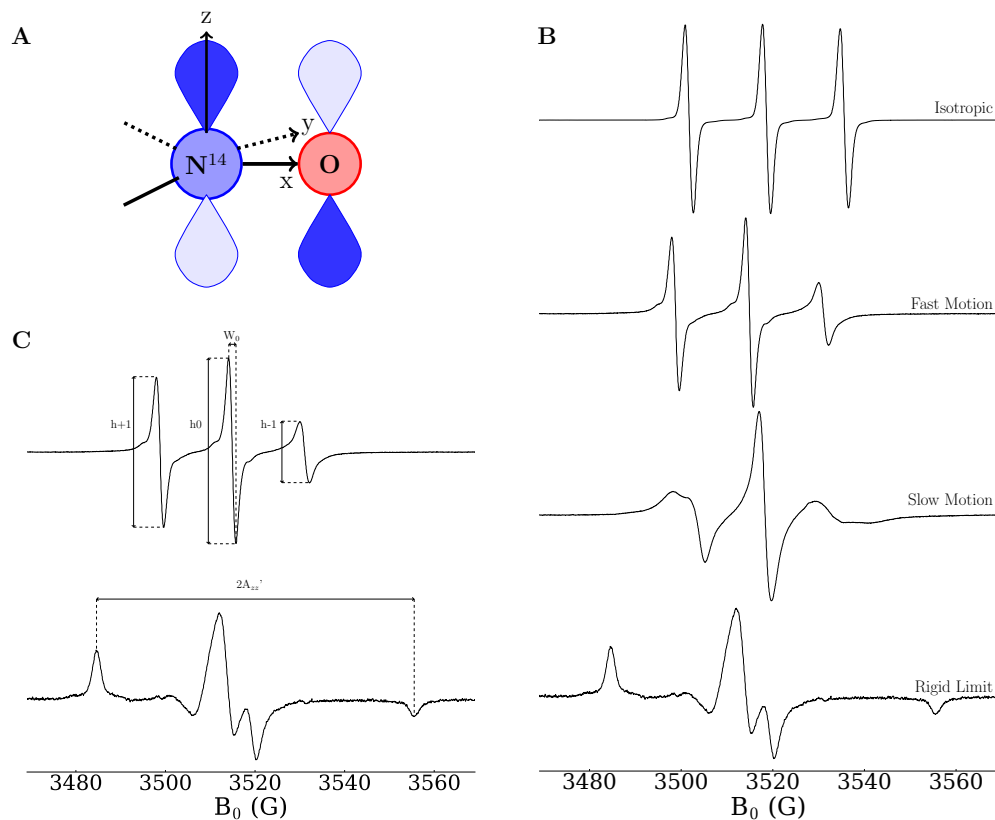 A
z
y
N¹⁴
O
x
B
Isotropic
Fast Motion
Slow Motion
Rigid Limit
3480 3500 3520 3540 3560
B₀ (G)
C
W₀
h+1
h0
h-1
2A_zz'
3480 3500 3520 3540 3560
B₀ (G)